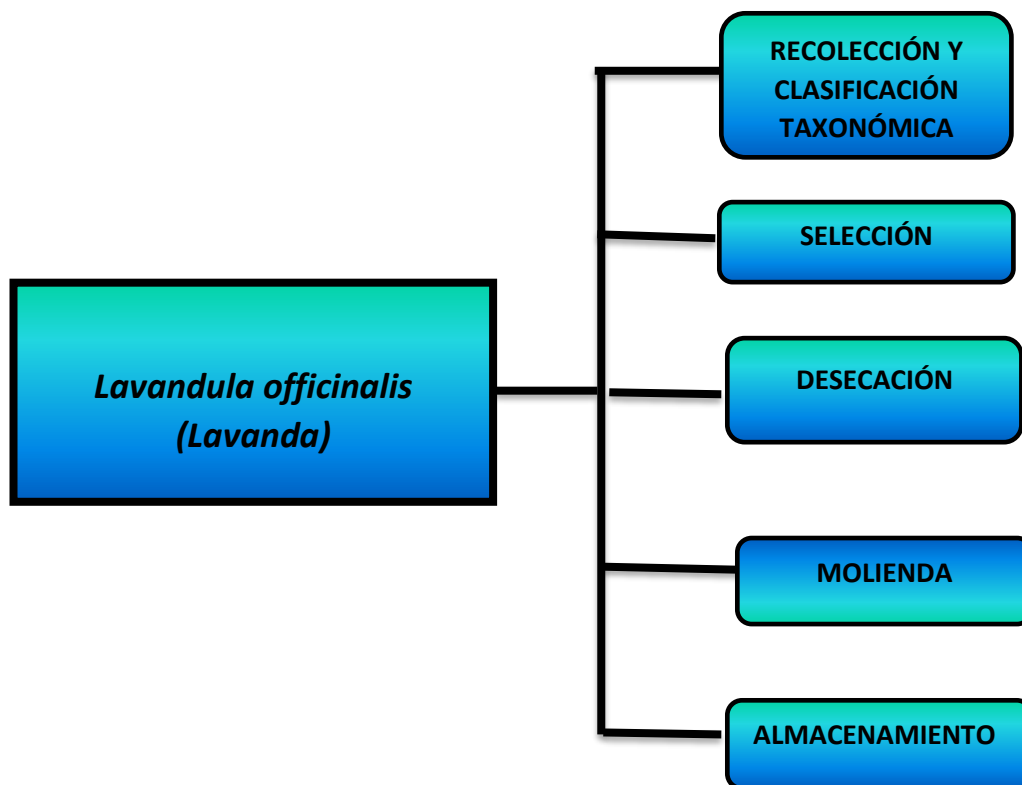 RECOLECCIÓN Y
CLASIFICACIÓN
TAXONÓMICA
SELECCIÓN
Lavandula officinalis
(Lavanda)
DESECACIÓN
MOLIENDA
ALMACENAMIENTO